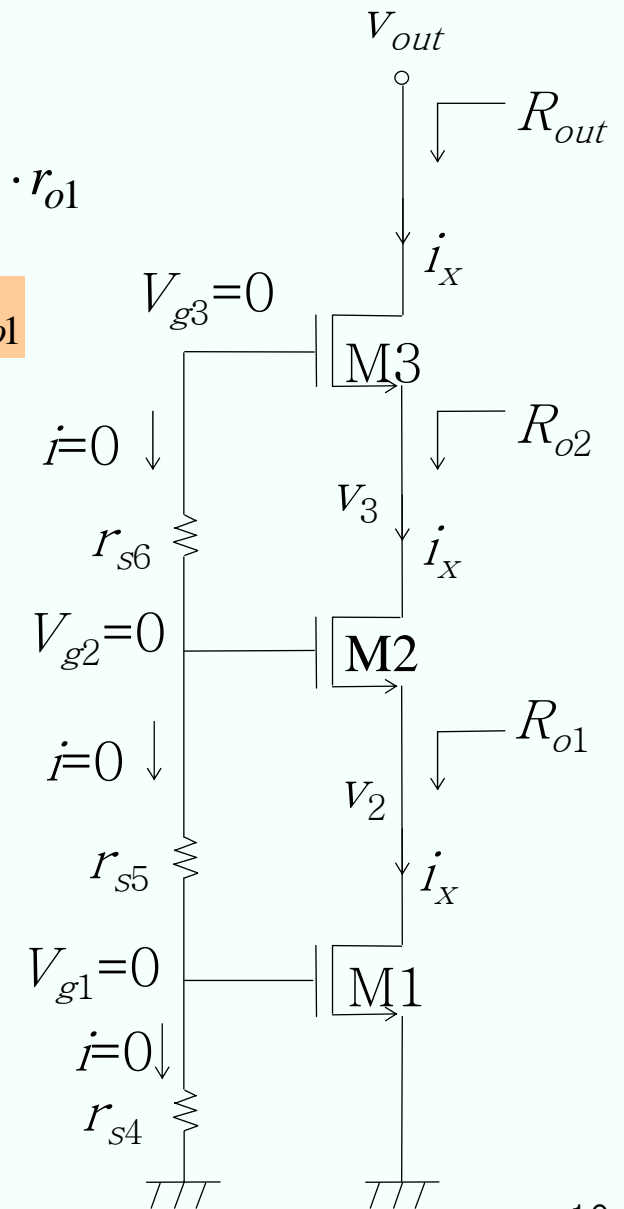 v_out
R_out
· r_o1
i_x
V_g3=0
o1
M3
i=0
R_o2
v_3
r_s6
i_x
V_g2=0
M2
R_o1
i=0
v_2
r_s5
i_x
V_g1=0
M1
i=0
r_s4